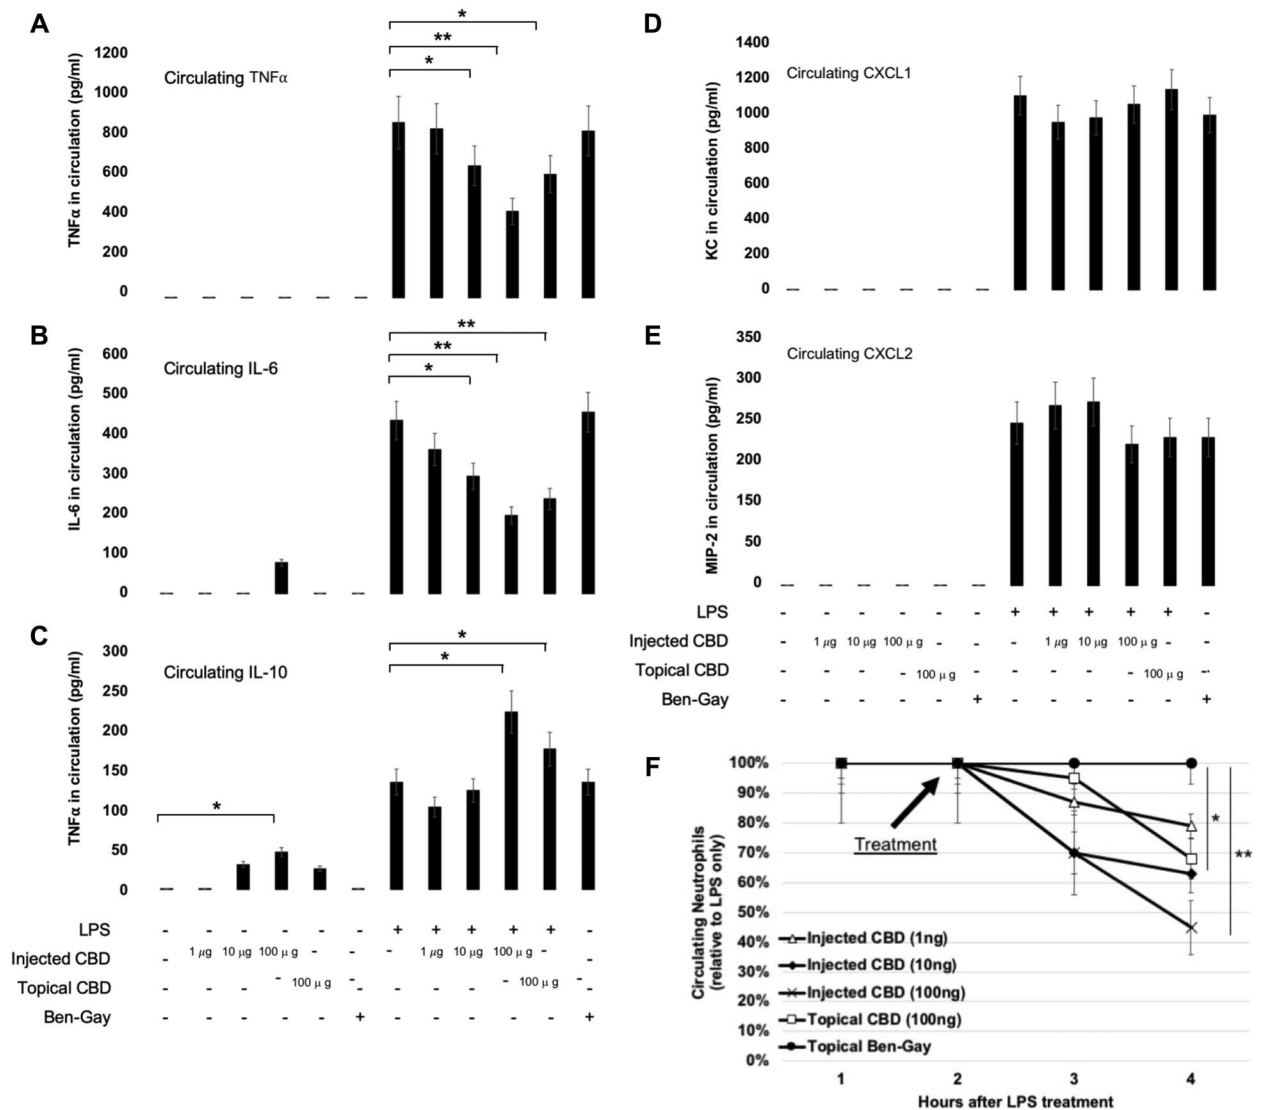 A
TNFα in circulation (pg/ml)
Circulating TNFα
1200
1000
800
600
400
200
0
*
**
*
B
IL-6 in circulation (pg/ml)
Circulating IL-6
600
500
400
300
200
100
0
**
**
*
C
TNFα in circulation (pg/ml)
Circulating IL-10
300
250
200
150
100
50
0
*
*
*
LPS - - - - - - + + + + + -
Injected CBD - 1 µg 10 µg 100 µ g - - - 1 µg 10 µg 100 µ g - -
Topical CBD - - - - 100 µ g - - - - - 100 µ g - -
Ben-Gay - - - - - + - - - - - +
D
KC in circulation (pg/ml)
Circulating CXCL1
1400
1200
1000
800
600
400
200
0
E
MIP-2 in circulation (pg/ml)
Circulating CXCL2
350
300
250
200
150
50
0
LPS - - - - - - + + + + + -
Injected CBD - 1 µg 10 µg 100 µ g - - - 1 µg 10 µg 100 µ g - -
Topical CBD - - - - 100 µ g - - - - - 100 µ g -
Ben-Gay - - - - - + - - - - - +
F
Circulating Neutrophils
(relative to LPS only)
100%
90%
80%
70%
60%
50%
40%
30%
20%
10%
0%
Treatment
*
**
Injected CBD (1ng)
Injected CBD (10ng)
Injected CBD (100ng)
Topical CBD (100ng)
Topical Ben-Gay
1 2 3 4
Hours after LPS treatment